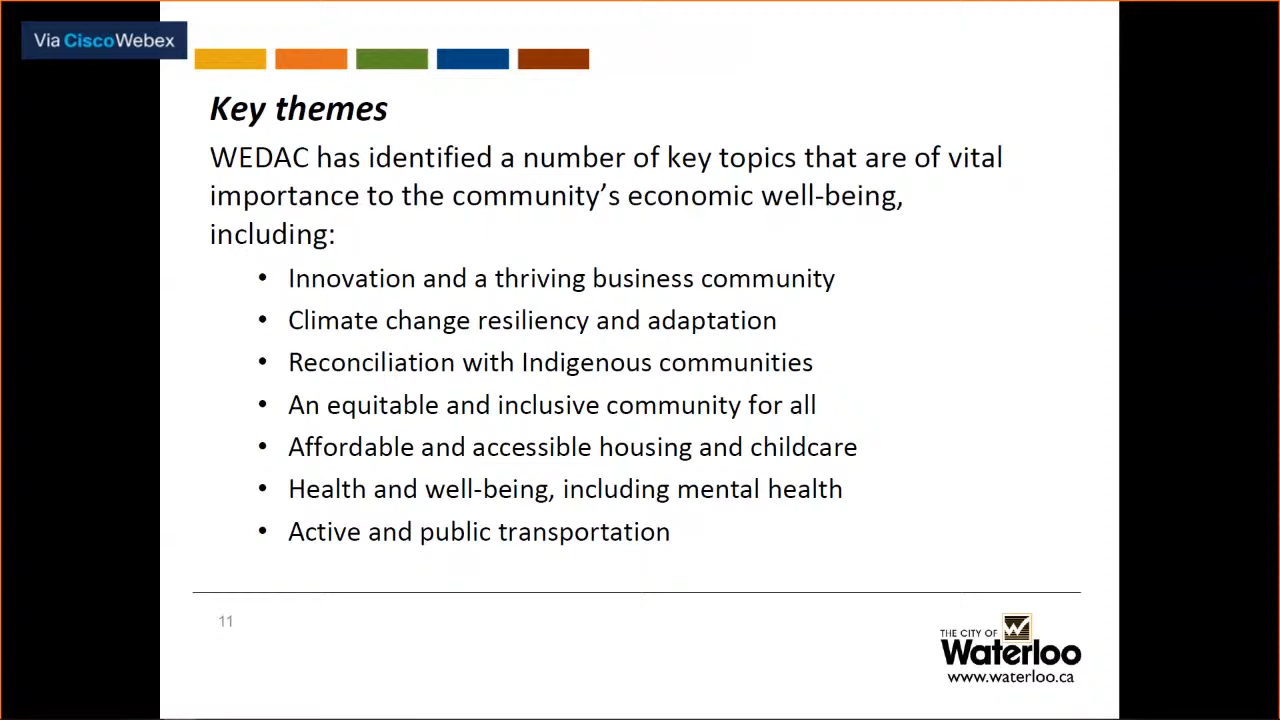 Via CiscoWebex
Key themes
WEDAC has identified a number of key topics that are of vital
importance to the community’s economic well-being,
including:
• Innovation and a thriving business community
• Climate change resiliency and adaptation
• Reconciliation with Indigenous communities
• An equitable and inclusive community for all
• Affordable and accessible housing and childcare
• Health and well-being, including mental health
• Active and public transportation
11
THE CITY OF
Waterloo
www.waterloo.ca